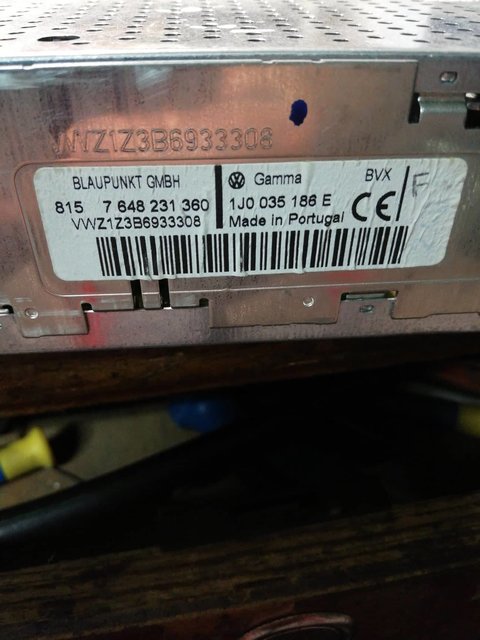 VWZ1Z3B6933308
BLAUPUNKT GMBH
815 7 648 231 360
VWZ1Z3B6933308
Gamma BVX
1J0 035 186 E
Made in Portugal CE
F